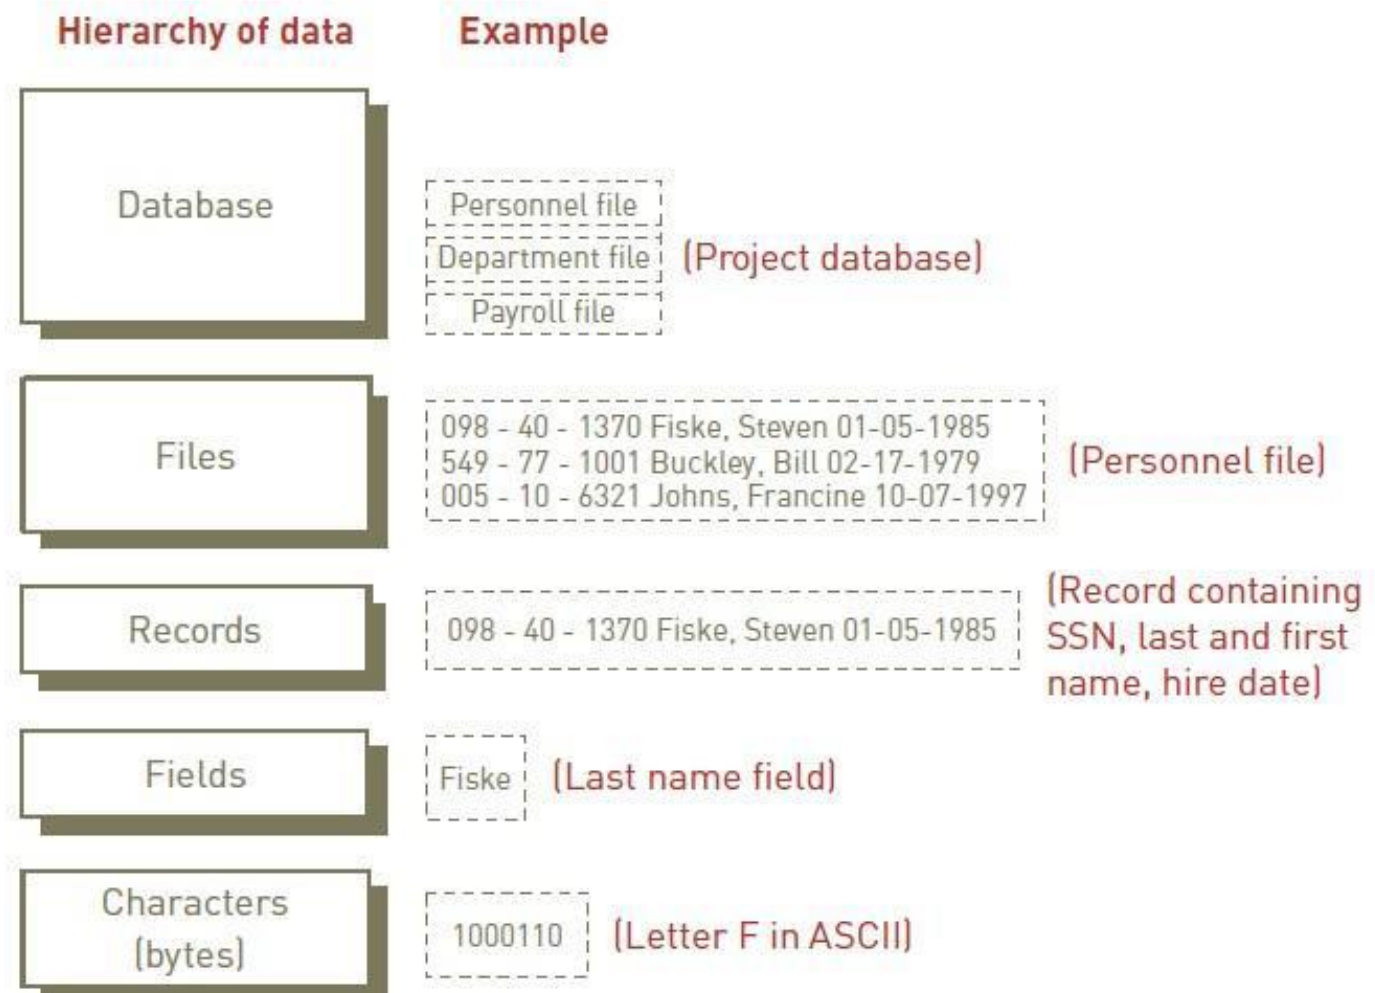 Hierarchy of data
Example
Database
Personnel file
Department file
Payroll file
(Project database)
Files
098 - 40 - 1370 Fiske, Steven 01-05-1985
549 - 77 - 1001 Buckley, Bill 02-17-1979
005 - 10 - 6321 Johns, Francine 10-07-1997
(Personnel file)
Records
098 - 40 - 1370 Fiske, Steven 01-05-1985
(Record containing
SSN, last and first
name, hire date)
Fields
Fiske
(Last name field)
Characters
(bytes)
1000110
(Letter F in ASCII)